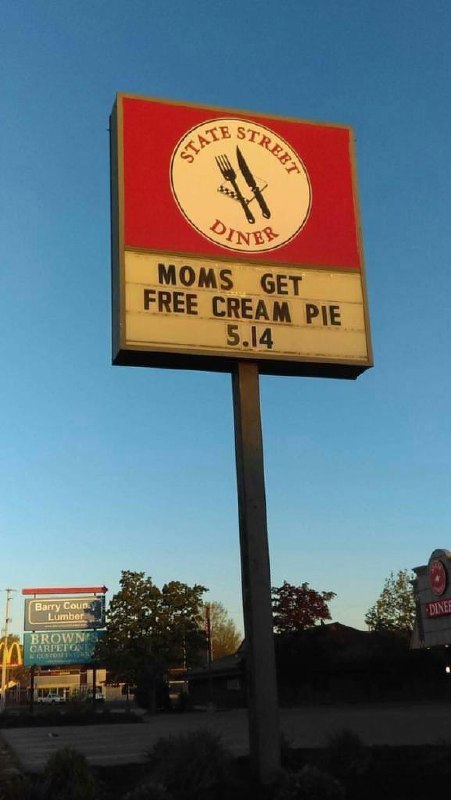 STATE STREET
DINER
MOMS GET
FREE CREAM PIE
5.14
Barry County
Lumber
BROWN'S
CARPET ONE
DINER